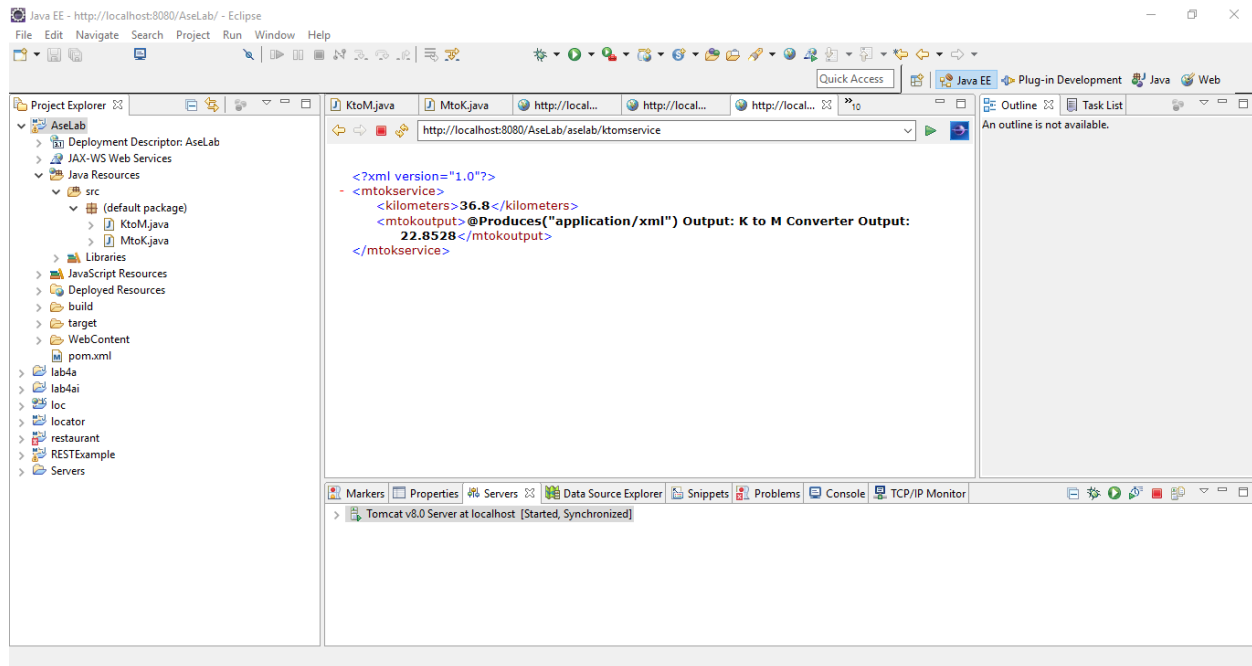 Java EE - http://localhost:8080/AseLab/ - Eclipse
File Edit Navigate Search Project Run Window Help
Quick Access Java EE Plug-in Development Java Web
Project Explorer
AseLab
Deployment Descriptor: AseLab
JAX-WS Web Services
Java Resources
src
(default package)
KtoM.java
MtoK.java
Libraries
JavaScript Resources
Deployed Resources
build
target
WebContent
pom.xml
lab4a
lab4ai
loc
locator
restaurant
RESTExample
Servers
KtoM.java MtoK.java http://local... http://local... http://local... »10
http://localhost:8080/AseLab/aselab/ktomservice
<?xml version="1.0"?>
- <mtokservice>
<kilometers>36.8</kilometers>
<mtokoutput>@Produces("application/xml") Output: K to M Converter Output:
22.8528</mtokoutput>
</mtokservice>
Outline Task List
An outline is not available.
Markers Properties Servers Data Source Explorer Snippets Problems Console TCP/IP Monitor
Tomcat v8.0 Server at localhost [Started, Synchronized]